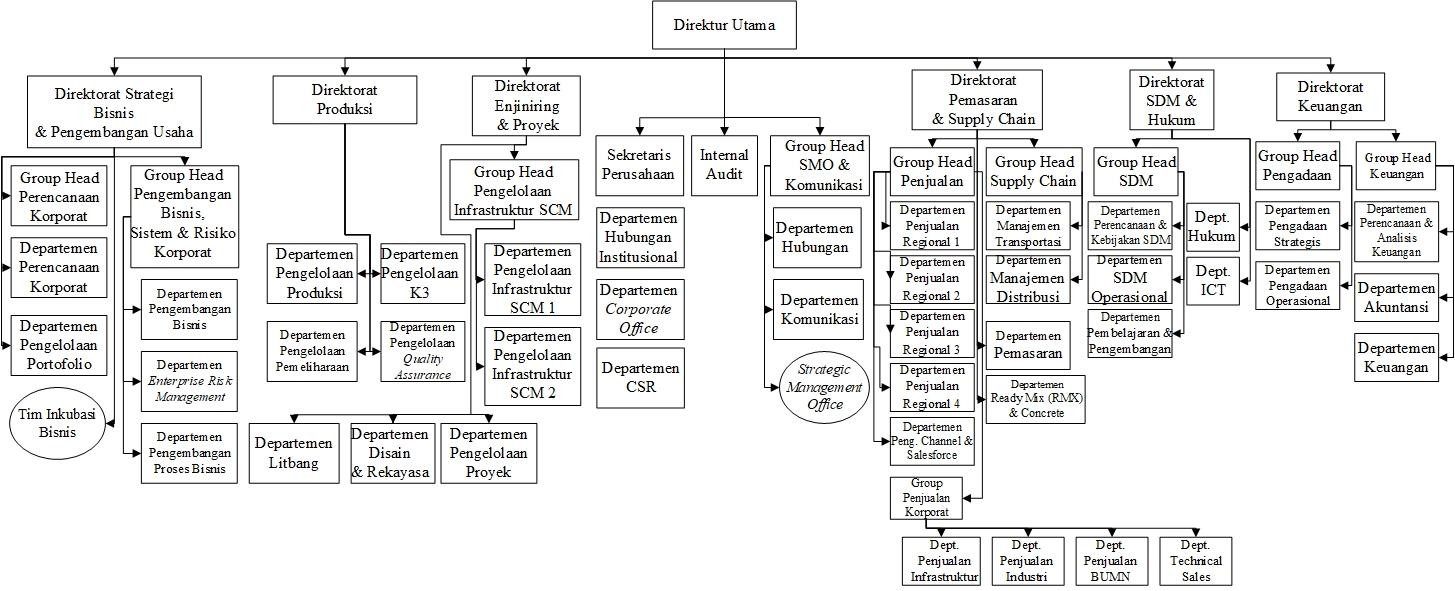 Direktur Utama
Direktorat Strategi
Bisnis
& Pengembangan Usaha
Direktorat
Produksi
Direktorat
Enjiniring
& Proyek
Direktorat
Pemasaran
& Supply Chain
Direktorat
SDM &
Hukum
Direktorat
Keuangan
Group Head
Perencanaan
Korporat
Departemen
Perencanaan
Korporat
Departemen
Pengelolaan
Portofolio
Tim Inkubasi
Bisnis
Group Head
Pengembangan
Bisnis,
Sistem & Risiko
Korporat
Departemen
Pengembangan
Bisnis
Departemen
Enterprise Risk
Management
Departemen
Pengembangan
Proses Bisnis
Departemen
Pengelolaan
Produksi
Departemen
Pengelolaan
K3
Departemen
Pengelolaan
Pemeliharaan
Departemen
Pengelolaan
Quality
Assurance
Group Head
Pengelolaan
Infrastruktur SCM
Departemen
Pengelolaan
Infrastruktur
SCM 1
Departemen
Pengelolaan
Infrastruktur
SCM 2
Departemen
Litbang
Departemen
Disain
& Rekayasa
Departemen
Pengelolaan
Proyek
Sekretaris
Perusahaan
Departemen
Hubungan
Institusional
Departemen
Corporate
Office
Departemen
CSR
Internal
Audit
Group Head
SMO &
Komunikasi
Departemen
Hubungan
Departemen
Komunikasi
Strategic
Management
Office
Group Head
Penjualan
Departemen
Penjualan
Regional 1
Departemen
Penjualan
Regional 2
Departemen
Penjualan
Regional 3
Departemen
Penjualan
Regional 4
Departemen
Peng. Channel &
Salesforce
Group
Penjualan
Korporat
Group Head
Supply Chain
Departemen
Manajemen
Transportasi
Departemen
Manajemen
Distribusi
Departemen
Pemasaran
Departemen
Ready Mix (RMX)
& Concrete
Dept.
Penjualan
Infrastruktur
Dept.
Penjualan
Industri
Dept.
Penjualan
BUMN
Dept.
Technical
Sales
Group Head
SDM
Departemen
Perencanaan &
Kebijakan SDM
Departemen
SDM
Operasional
Departemen
Pembelajaran &
Pengembangan
Dept.
Hukum
Dept.
ICT
Group Head
Pengadaan
Departemen
Pengadaan
Strategis
Departemen
Pengadaan
Operasional
Group Head
Keuangan
Departemen
Perencanaan &
Analisis
Keuangan
Departemen
Akuntansi
Departemen
Keuangan